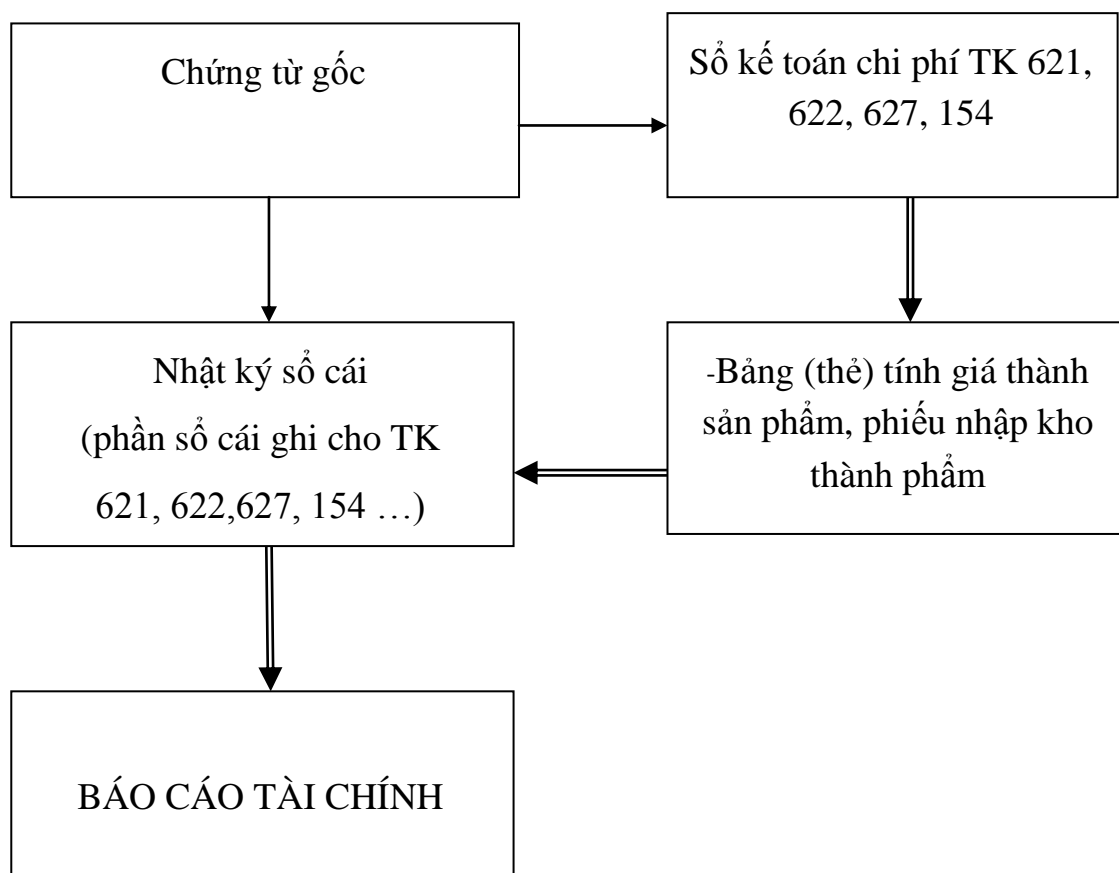 Chứng từ gốc
Sổ kế toán chi phí TK 621,
622, 627, 154
Nhật ký sổ cái
(phần sổ cái ghi cho TK
621, 622,627, 154 …)
-Bảng (thẻ) tính giá thành
sản phẩm, phiếu nhập kho
thành phẩm
BÁO CÁO TÀI CHÍNH